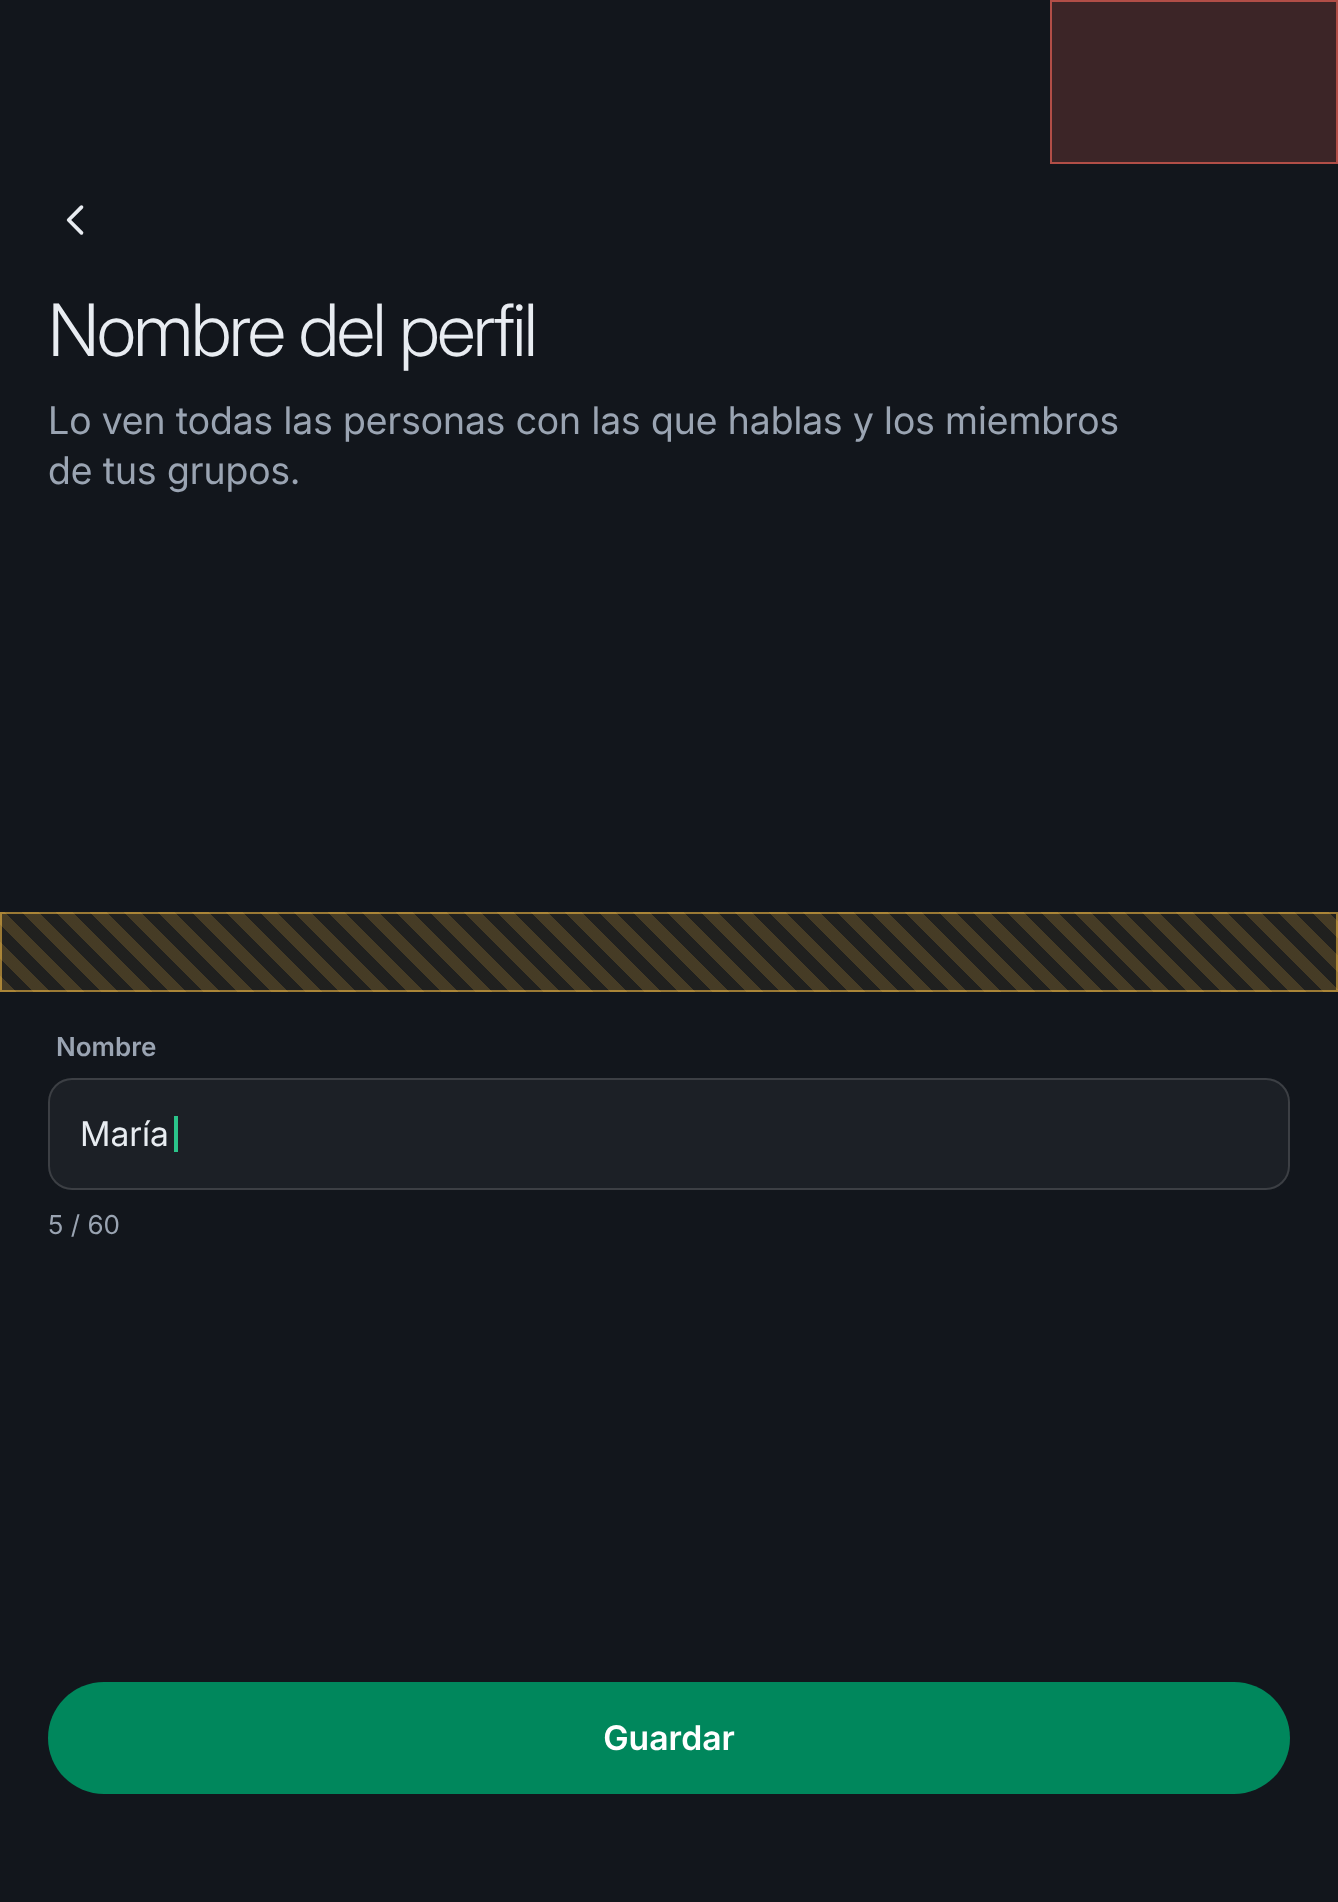 Nombre del perfil
Lo ven todas las personas con las que hablas y los miembros
de tus grupos.
Nombre
María
5 / 60
Guardar